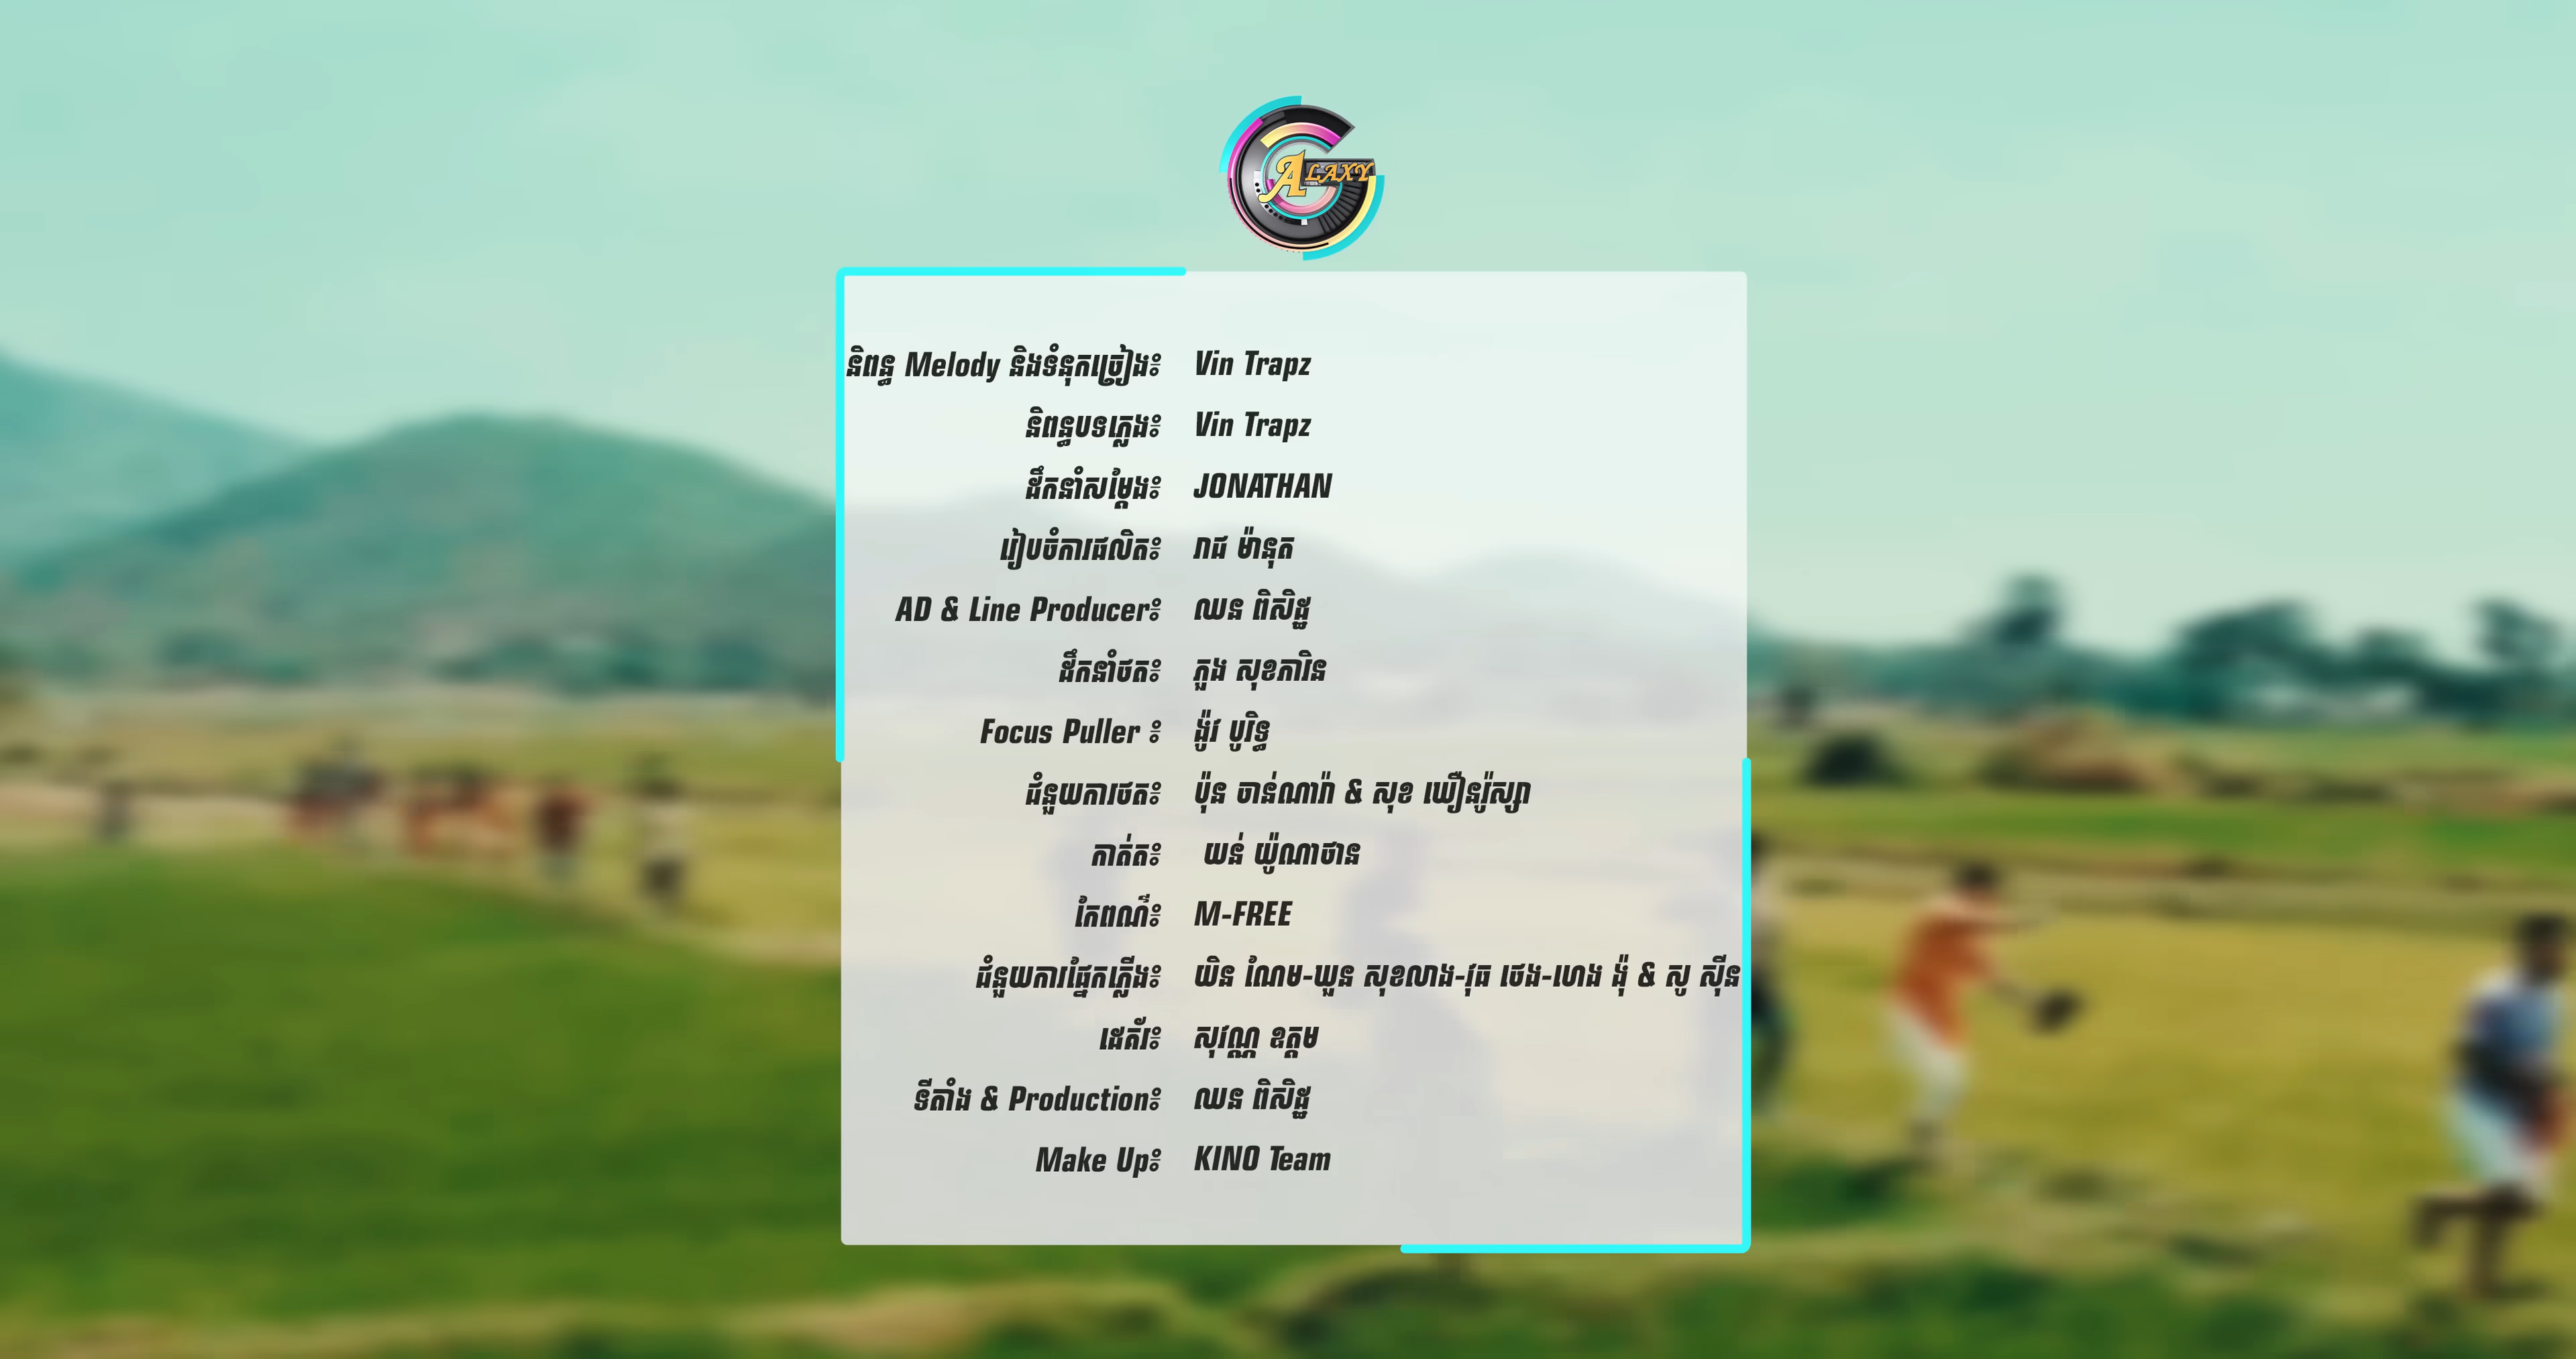 GALAXY
និពន្ធ Melody និងទំនុកច្រៀង៖ Vin Trapz
និពន្ធបទភ្លេង៖ Vin Trapz
ដឹកនាំសម្ដែង៖ JONATHAN
រៀបចំការផលិត៖ រាជ ម៉ានុត
AD & Line Producer៖ ឈន ពិសិដ្ឋ
ដឹកនាំថត៖ ភួង សុខភារិន
Focus Puller ៖ ង៉ូវ បូរិទ្ធ
ជំនួយការថត៖ ប៉ុន ចាន់ណារ៉ា & សុខ ឃឿនរ៉ូស្សា
កាត់ត៖ យន់ យ៉ូណាថាន
កែពណ៌៖ M-FREE
ជំនួយការផ្នែកភ្លើង៖ យិន ណែម-ឃួន សុខលាង-វុធ ថេង-ហេង ង៉ុ & សូ ស៊ីន
ដេគ័រ៖ សុវណ្ណ ឧត្ដម
ទីតាំង & Production៖ ឈន ពិសិដ្ឋ
Make Up៖ KINO Team